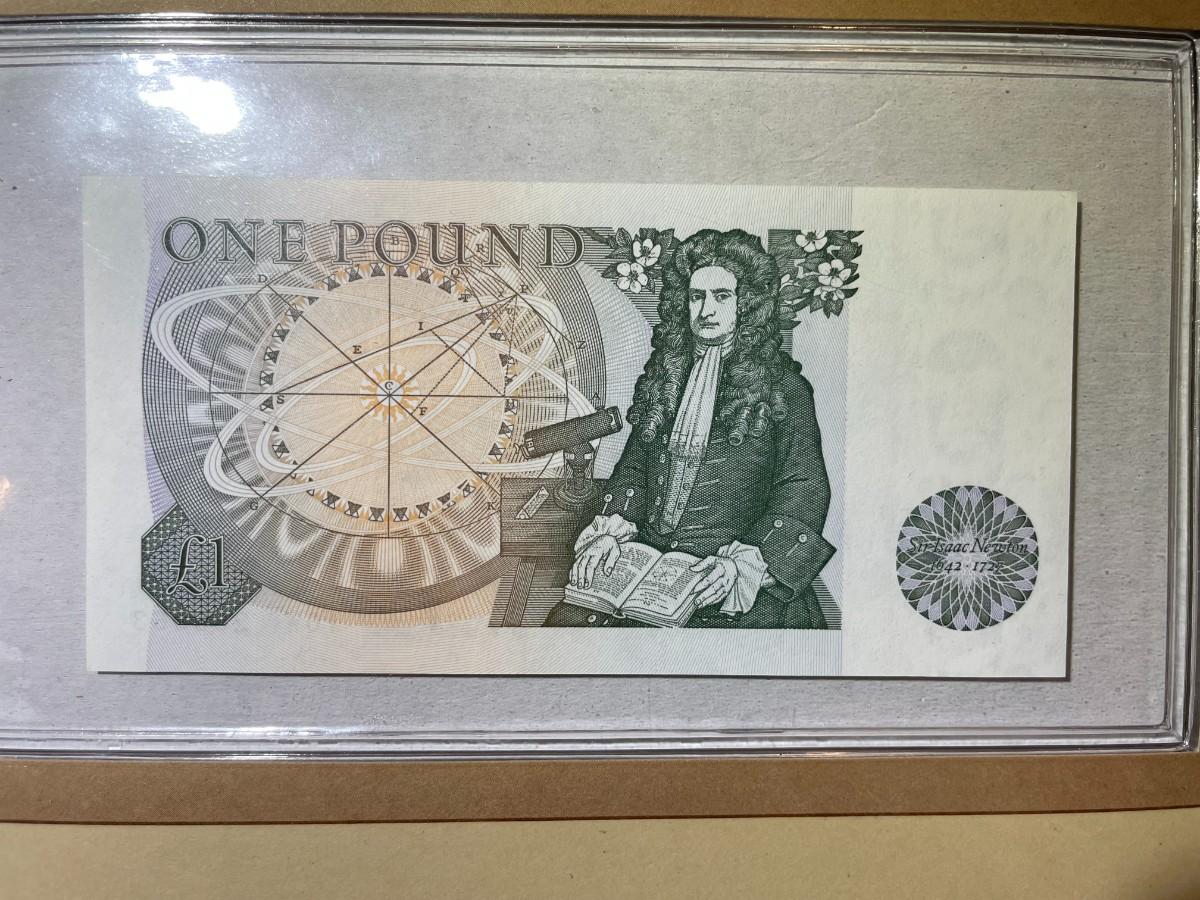 ONE POUND
B
R
D
Q
P
T
I
Z
E
C
S
F
G
K
£1
Sir Isaac Newton
1642 - 1727